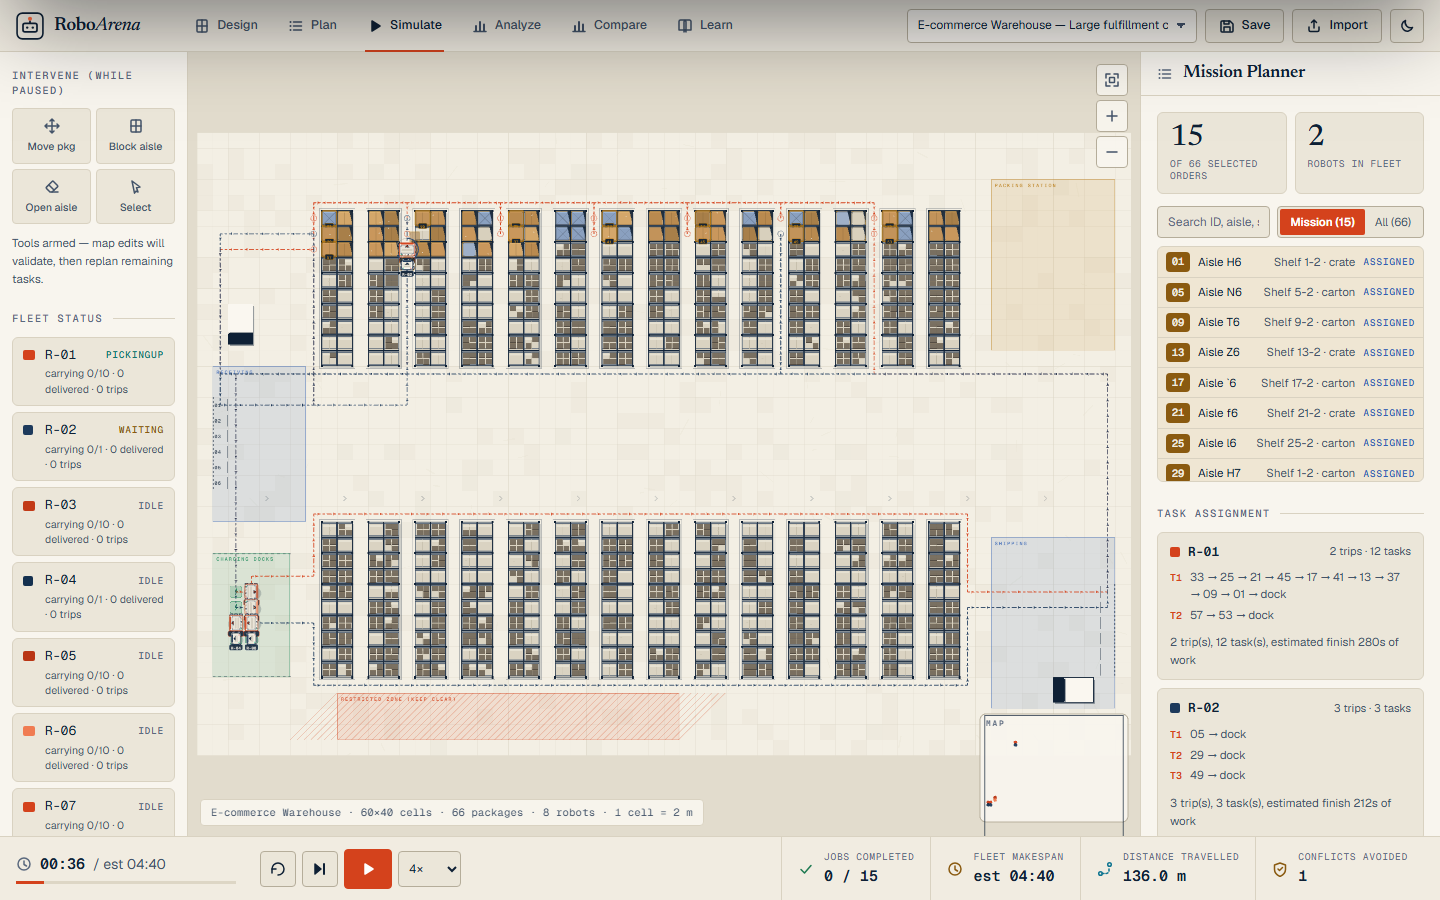 RoboArena
Design
Plan
Simulate
Analyze
Compare
Learn
E-commerce Warehouse — Large fulfillment c
Save
Import
INTERVENE (WHILE
PAUSED)
Move pkg
Block aisle
Open aisle
Select
Tools armed — map edits will
validate, then replan remaining
tasks.
FLEET STATUS
R-01 PICKINGUP
carrying 0/10 · 0
delivered · 0 trips
R-02 WAITING
carrying 0/1 · 0 delivered
· 0 trips
R-03 IDLE
carrying 0/10 · 0
delivered · 0 trips
R-04 IDLE
carrying 0/1 · 0 delivered
· 0 trips
R-05 IDLE
carrying 0/10 · 0
delivered · 0 trips
R-06 IDLE
carrying 0/10 · 0
delivered · 0 trips
R-07 IDLE
carrying 0/10 · 0
PACKING STATION
RECEIVING
02
03
04
05
06
CHARGING DOCKS
SHIPPING
RESTRICTED ZONE (KEEP CLEAR)
MAP
E-commerce Warehouse · 60×40 cells · 66 packages · 8 robots · 1 cell = 2 m
Mission Planner
15
OF 66 SELECTED
ORDERS
2
ROBOTS IN FLEET
Search ID, aisle, s
Mission (15)
All (66)
01 Aisle H6 Shelf 1-2 · crate ASSIGNED
05 Aisle N6 Shelf 5-2 · carton ASSIGNED
09 Aisle T6 Shelf 9-2 · carton ASSIGNED
13 Aisle Z6 Shelf 13-2 · crate ASSIGNED
17 Aisle `6 Shelf 17-2 · carton ASSIGNED
21 Aisle f6 Shelf 21-2 · crate ASSIGNED
25 Aisle l6 Shelf 25-2 · carton ASSIGNED
29 Aisle H7 Shelf 1-2 · carton ASSIGNED
TASK ASSIGNMENT
R-01 2 trips · 12 tasks
T1 33 → 25 → 21 → 45 → 17 → 41 → 13 → 37
→ 09 → 01 → dock
T2 57 → 53 → dock
2 trip(s), 12 task(s), estimated finish 280s of
work
R-02 3 trips · 3 tasks
T1 05 → dock
T2 29 → dock
T3 49 → dock
3 trip(s), 3 task(s), estimated finish 212s of
work
00:36 / est 04:40
4×
JOBS COMPLETED
0 / 15
FLEET MAKESPAN
est 04:40
DISTANCE TRAVELLED
136.0 m
CONFLICTS AVOIDED
1